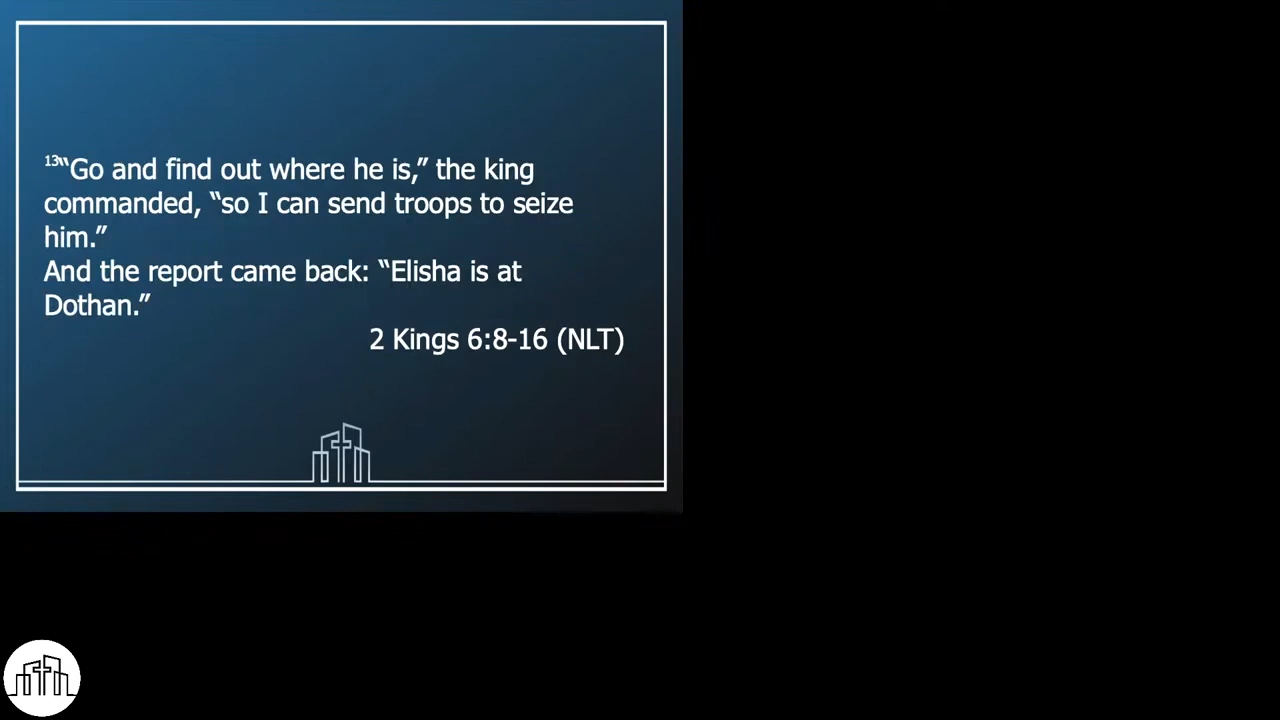 13“Go and find out where he is,” the king
commanded, “so I can send troops to seize
him.”
And the report came back: “Elisha is at
Dothan.”
2 Kings 6:8-16 (NLT)